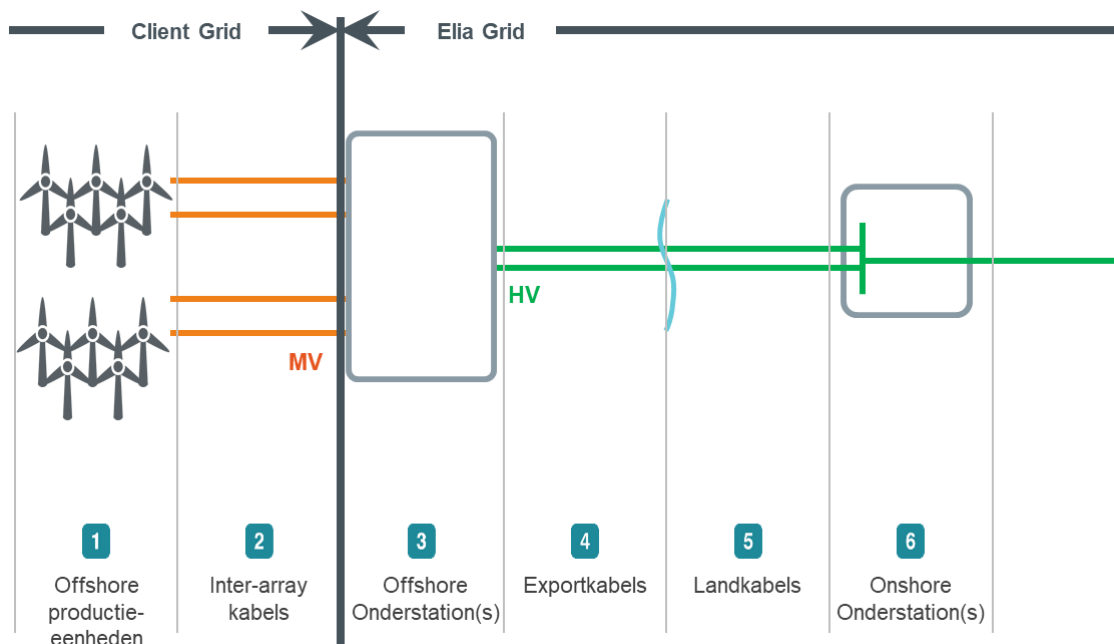 Client Grid
Elia Grid
MV
HV
1
2
3
4
5
6
Offshore
productie-
eenheden
Inter-array
kabels
Offshore
Onderstation(s)
Exportkabels
Landkabels
Onshore
Onderstation(s)